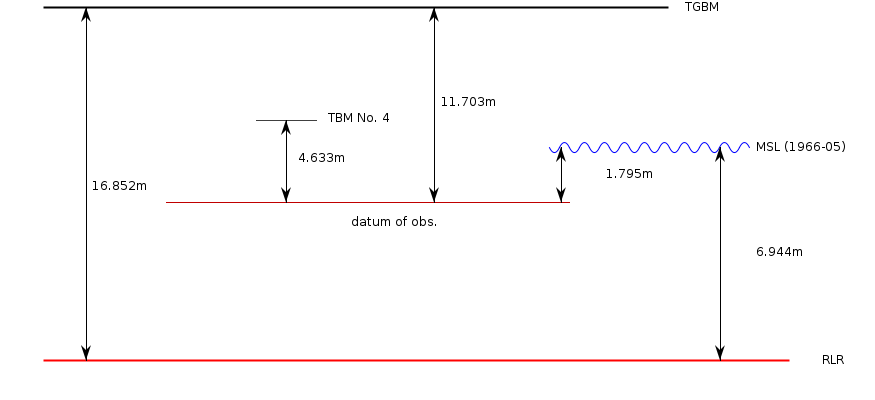 TGBM
11.703m
TBM No. 4
MSL (1966-05)
4.633m
1.795m
16.852m
datum of obs.
6.944m
RLR